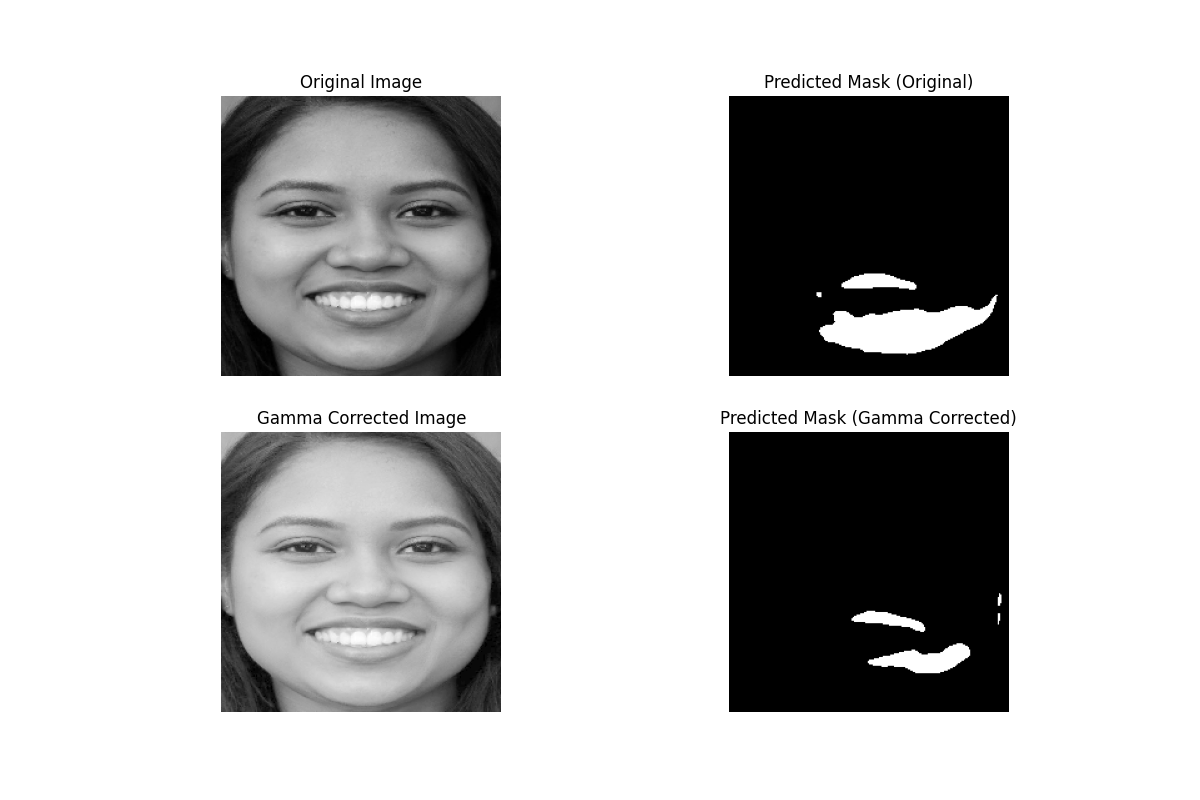 Original Image
Predicted Mask (Original)
Gamma Corrected Image
Predicted Mask (Gamma Corrected)